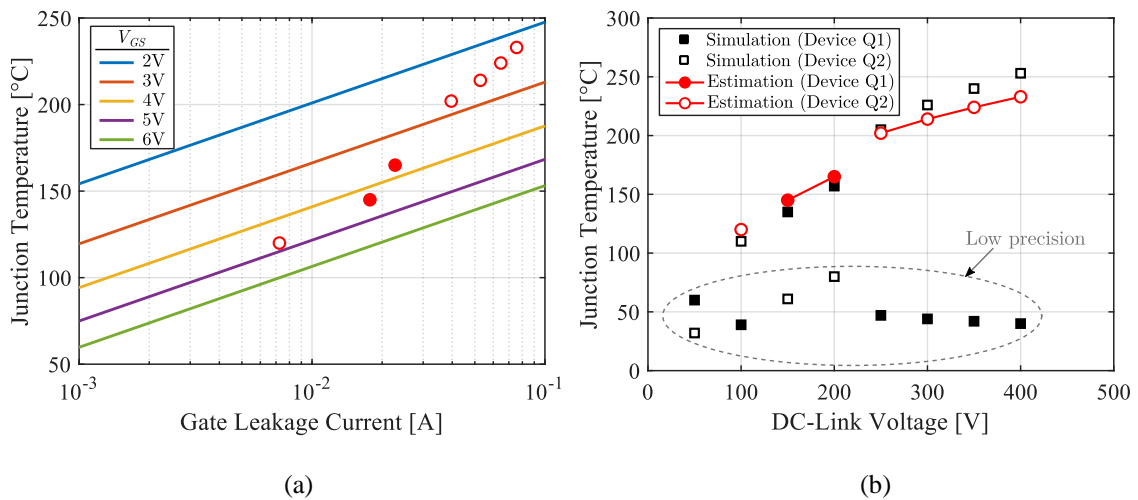 V_GS
2V
3V
4V
5V
6V
250
200
150
100
50
10^-3
10^-2
10^-1
Junction Temperature [°C]
Gate Leakage Current [A]
(a)
Simulation (Device Q1)
Simulation (Device Q2)
Estimation (Device Q1)
Estimation (Device Q2)
Low precision
300
250
200
150
100
50
0
0
100
200
300
400
500
Junction Temperature [°C]
DC-Link Voltage [V]
(b)